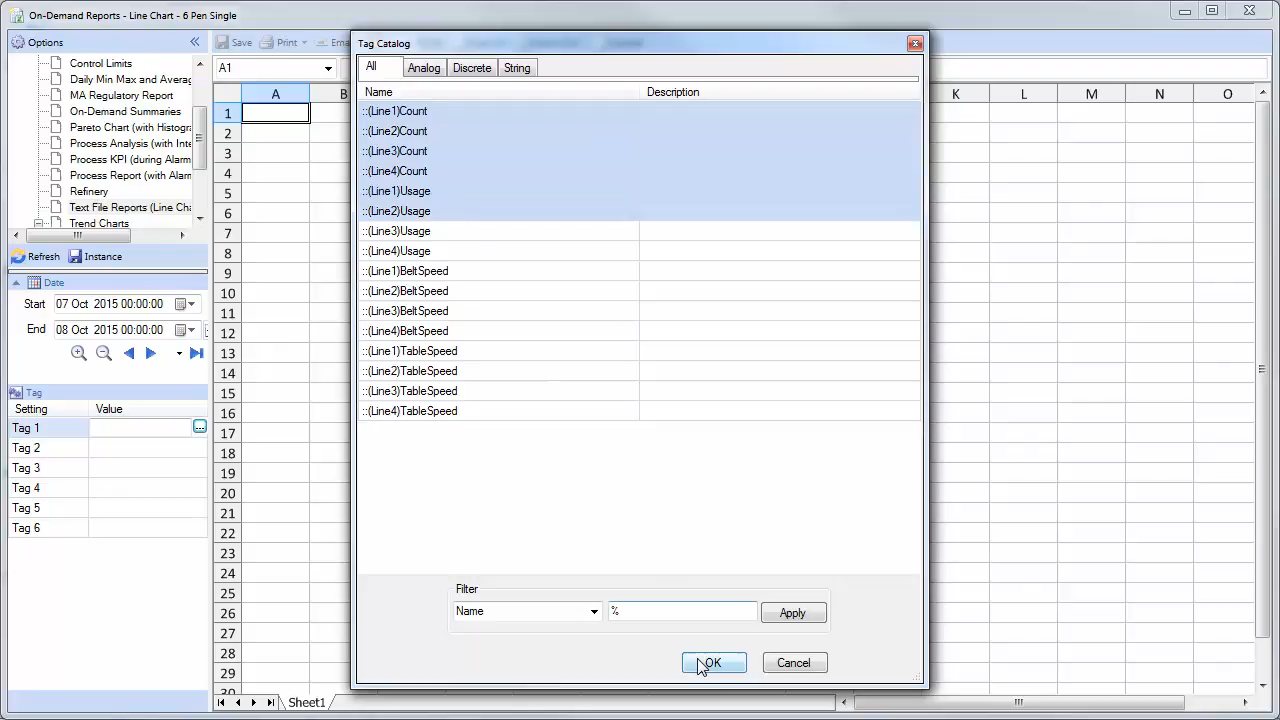 On-Demand Reports - Line Chart - 6 Pen Single
Options
Control Limits
Daily Min Max and Averag
MA Regulatory Report
On-Demand Summaries
Pareto Chart (with Histogr
Process Analysis (with Inte
Process KPI (during Alarm
Process Report (with Alarm
Refinery
Text File Reports (Line Cha
Trend Charts
Refresh Instance
Date
Start 07 Oct 2015 00:00:00
End 08 Oct 2015 00:00:00
Tag
Setting Value
Tag 1 ...
Tag 2
Tag 3
Tag 4
Tag 5
Tag 6
Save Print Emai
A1
A B K L M N O
1
2
3
4
5
6
7
8
9
10
11
12
13
14
15
16
17
18
19
20
21
22
23
24
25
26
27
28
29
30
Sheet1
Tag Catalog
All Analog Discrete String
Name Description
::(Line1)Count
::(Line2)Count
::(Line3)Count
::(Line4)Count
::(Line1)Usage
::(Line2)Usage
::(Line3)Usage
::(Line4)Usage
::(Line1)BeltSpeed
::(Line2)BeltSpeed
::(Line3)BeltSpeed
::(Line4)BeltSpeed
::(Line1)TableSpeed
::(Line2)TableSpeed
::(Line3)TableSpeed
::(Line4)TableSpeed
Filter
Name % Apply
OK Cancel